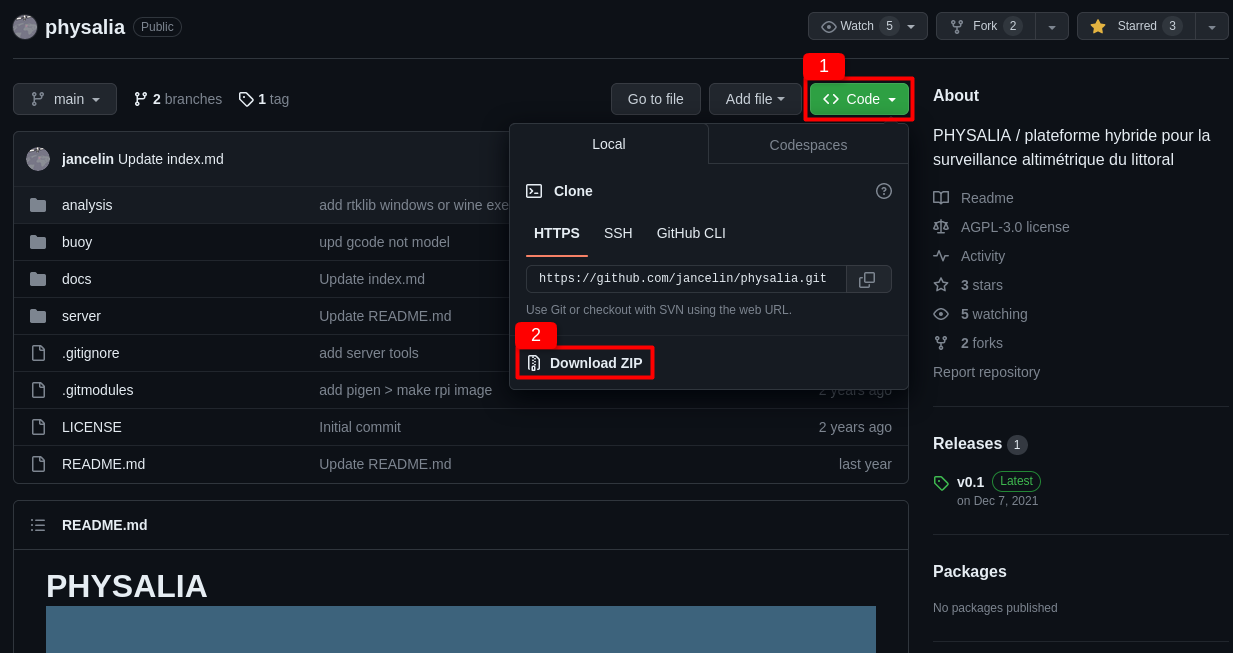 physalia Public
Watch 5 Fork 2 Starred 3
1
main 2 branches 1 tag Go to file Add file Code
Local Codespaces
Clone
HTTPS SSH GitHub CLI
https://github.com/jancelin/physalia.git
Use Git or checkout with SVN using the web URL.
2
Download ZIP
jancelin Update index.md
analysis add rtklib windows or wine exe
buoy upd gcode not model
docs Update index.md
server Update README.md
.gitignore add server tools
.gitmodules add pigen > make rpi image 2 years ago
LICENSE Initial commit 2 years ago
README.md Update README.md last year
README.md
PHYSALIA
About
PHYSALIA / plateforme hybride pour la
surveillance altimétrique du littoral
Readme
AGPL-3.0 license
Activity
3 stars
5 watching
2 forks
Report repository
Releases 1
v0.1 Latest
on Dec 7, 2021
Packages
No packages published